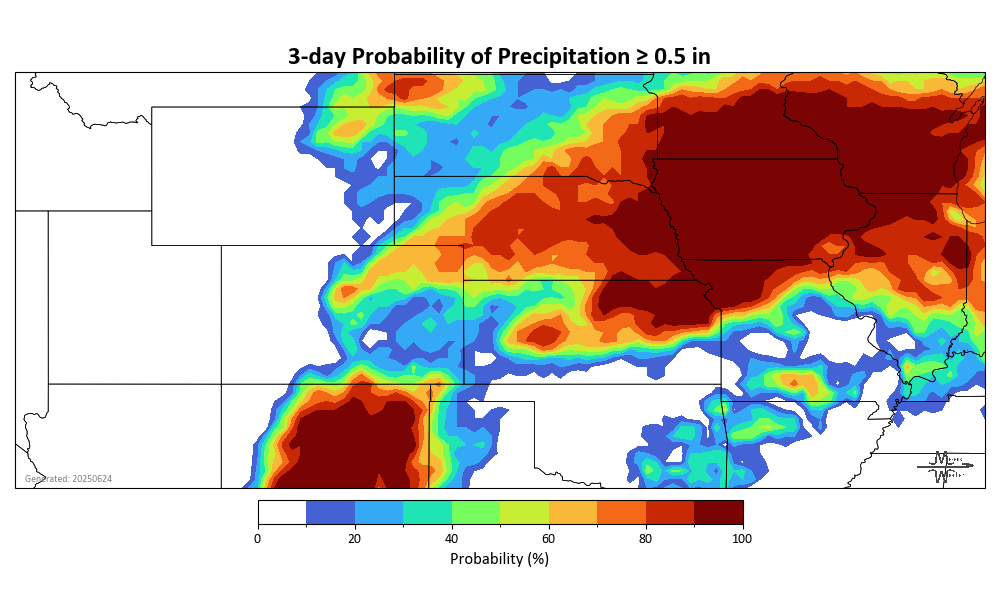 3-day Probability of Precipitation ≥ 0.5 in
Generated: 20250624
0 20 40 60 80 100
Probability (%)